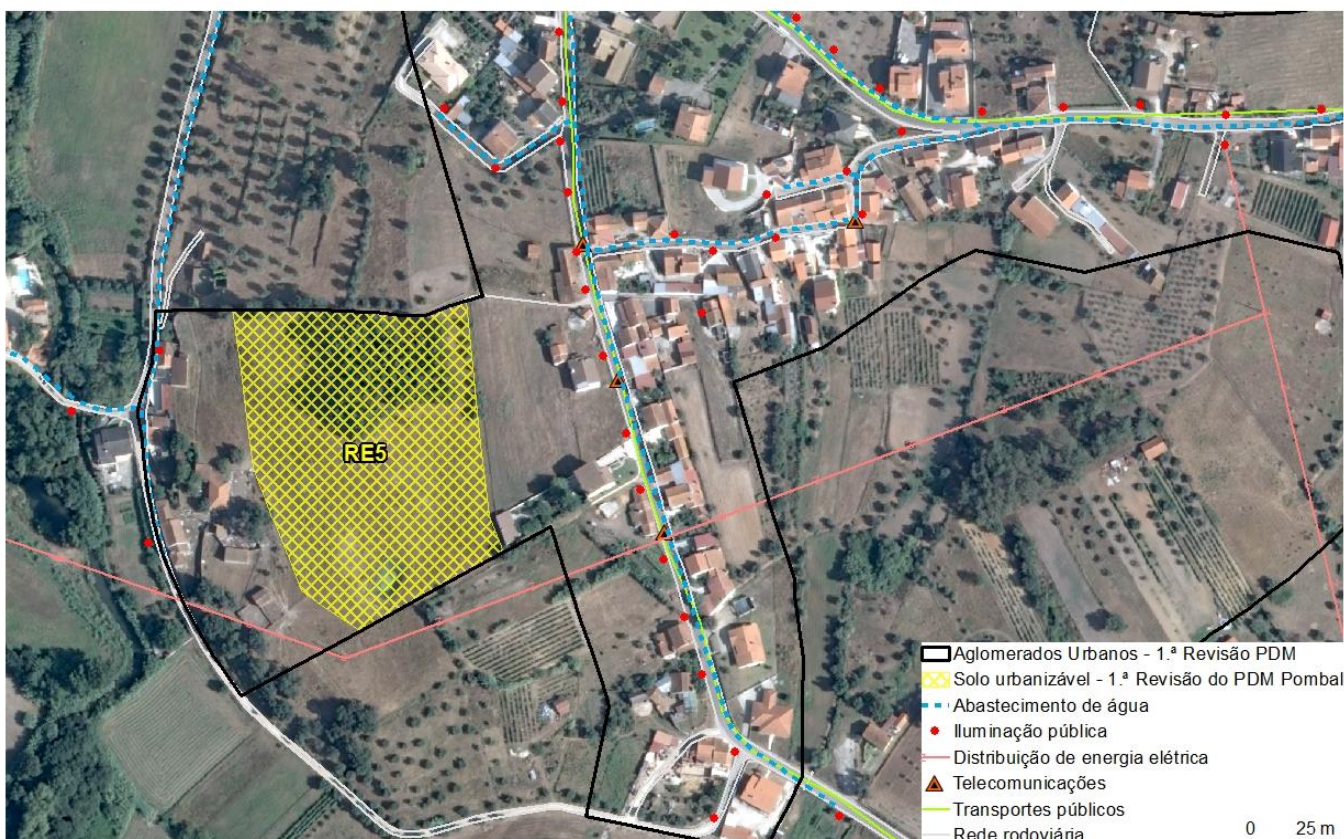 RE5
Aglomerados Urbanos - 1.ª Revisão PDM
Solo urbanizável - 1.ª Revisão do PDM Pombal
Abastecimento de água
Iluminação pública
Distribuição de energia elétrica
Telecomunicações
Transportes públicos
Rede rodoviária
0 25 m